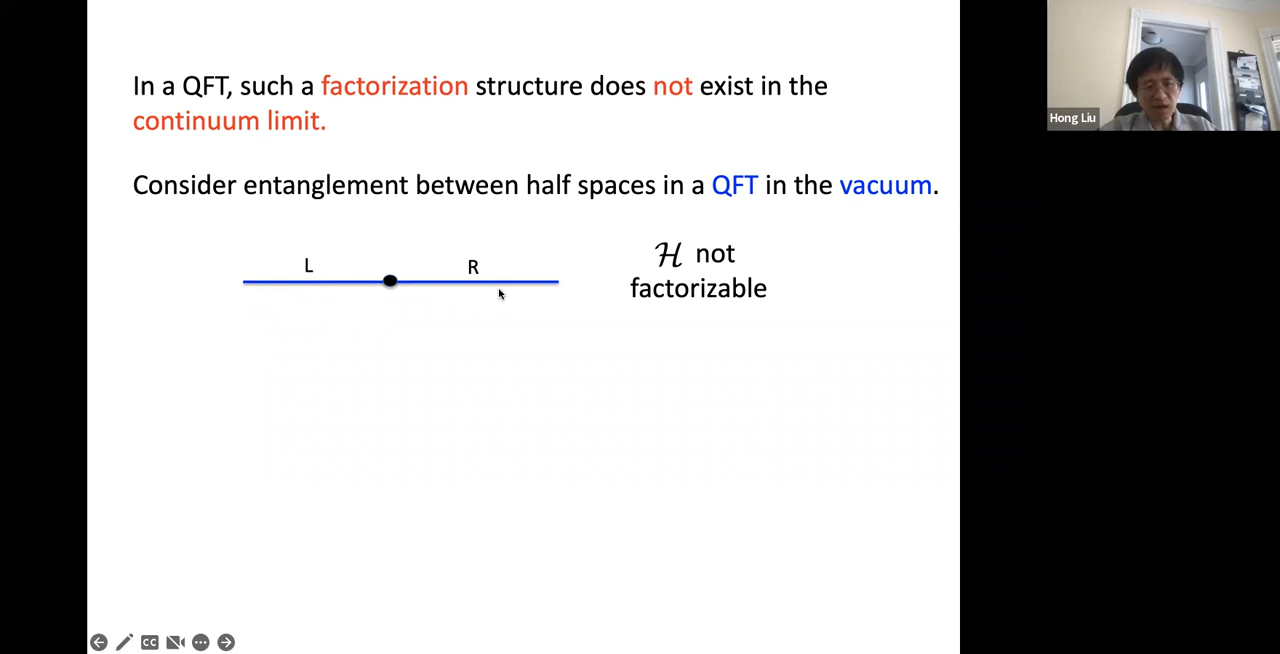 In a QFT, such a factorization structure does not exist in the
continuum limit.
Consider entanglement between half spaces in a QFT in the vacuum.
L
R
ℋ not
factorizable
Hong Liu
CC